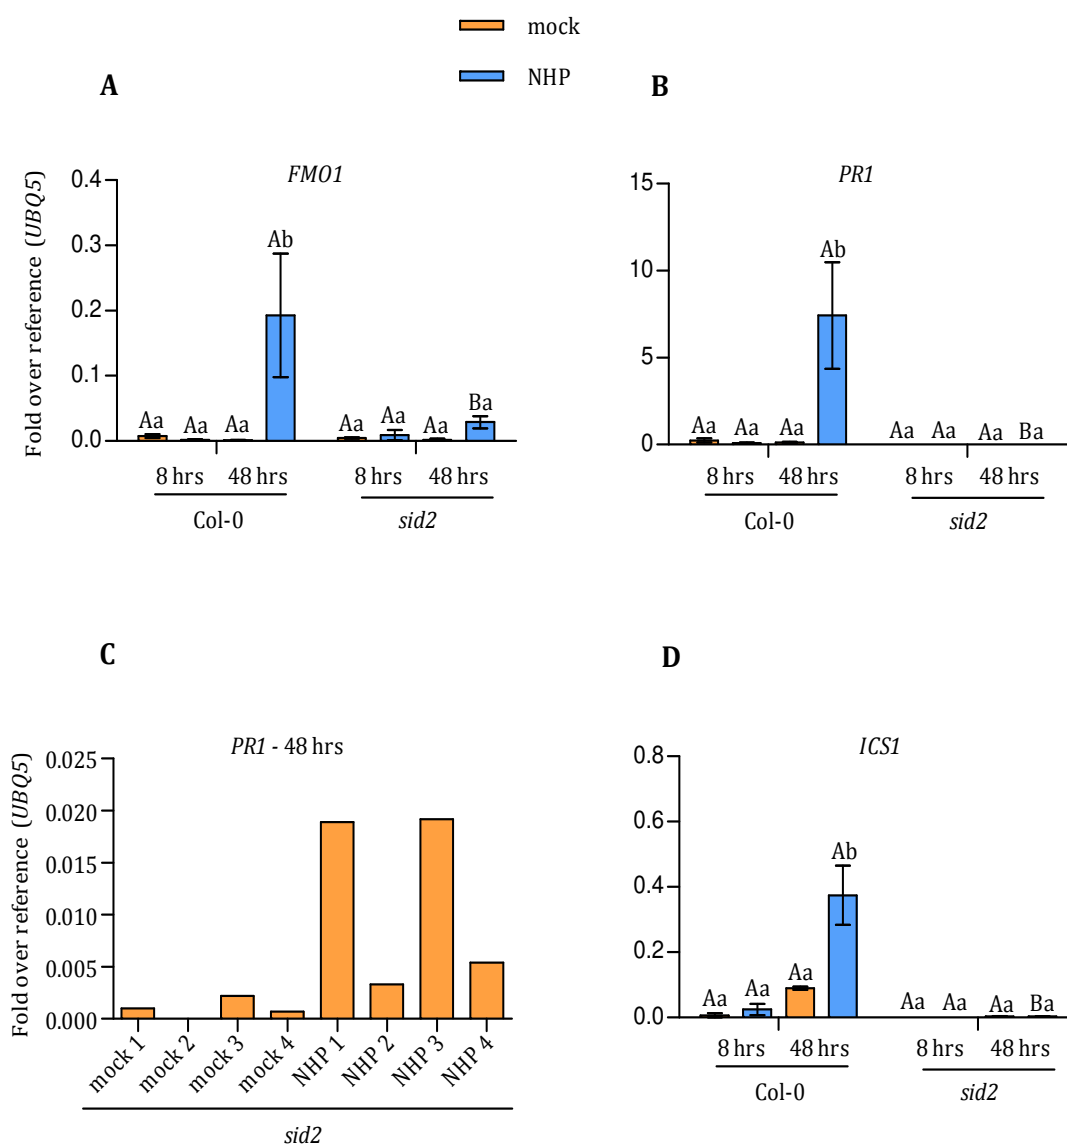 mock
NHP
A
FMO1
Fold over reference (UBQ5)
0.4
0.3
0.2
0.1
0.0
Aa Aa Aa Ab Aa Aa Aa Ba
8 hrs 48 hrs 8 hrs 48 hrs
Col-0 sid2
B
PR1
15
10
5
0
Aa Aa Aa Ab Aa Aa Aa Ba
8 hrs 48 hrs 8 hrs 48 hrs
Col-0 sid2
C
PR1 - 48 hrs
Fold over reference (UBQ5)
0.025
0.020
0.015
0.010
0.005
0.000
mock 1 mock 2 mock 3 mock 4 NHP 1 NHP 2 NHP 3 NHP 4
sid2
D
ICS1
0.8
0.6
0.4
0.2
0.0
Aa Aa Aa Ab Aa Aa Aa Ba
8 hrs 48 hrs 8 hrs 48 hrs
Col-0 sid2